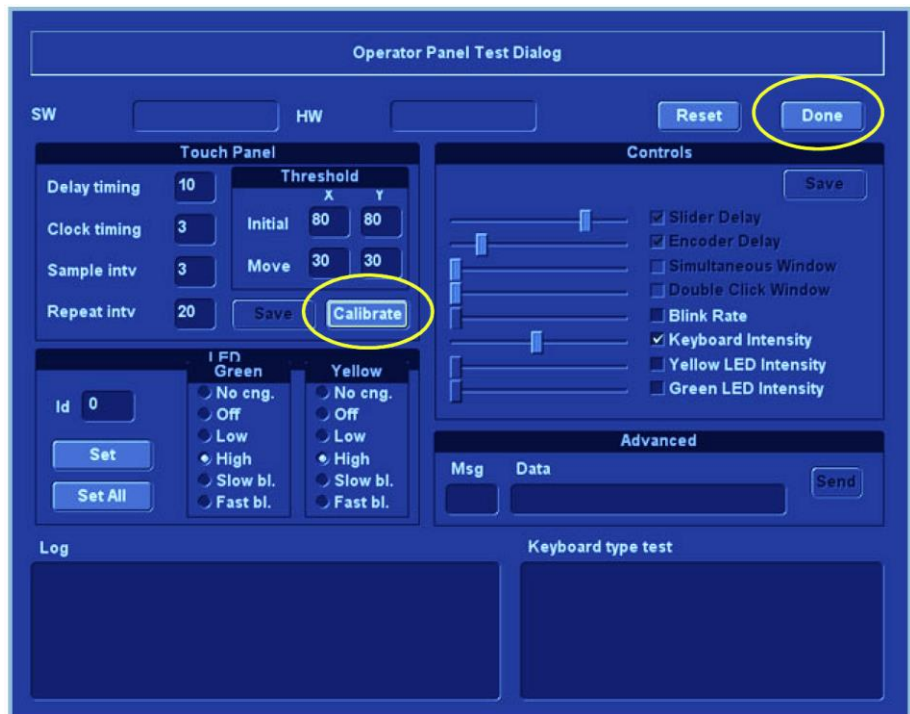 Operator Panel Test Dialog
SW HW Reset Done
Touch Panel
Delay timing 10
Clock timing 3
Sample intv 3
Repeat intv 20
Threshold
X Y
Initial 80 80
Move 30 30
Save Calibrate
Controls
Save
Slider Delay
Encoder Delay
Simultaneous Window
Double Click Window
Blink Rate
Keyboard Intensity
Yellow LED Intensity
Green LED Intensity
LED
Id 0
Set
Set All
Green
No cng.
Off
Low
High
Slow bl.
Fast bl.
Yellow
No cng.
Off
Low
High
Slow bl.
Fast bl.
Advanced
Msg Data
Send
Log
Keyboard type test